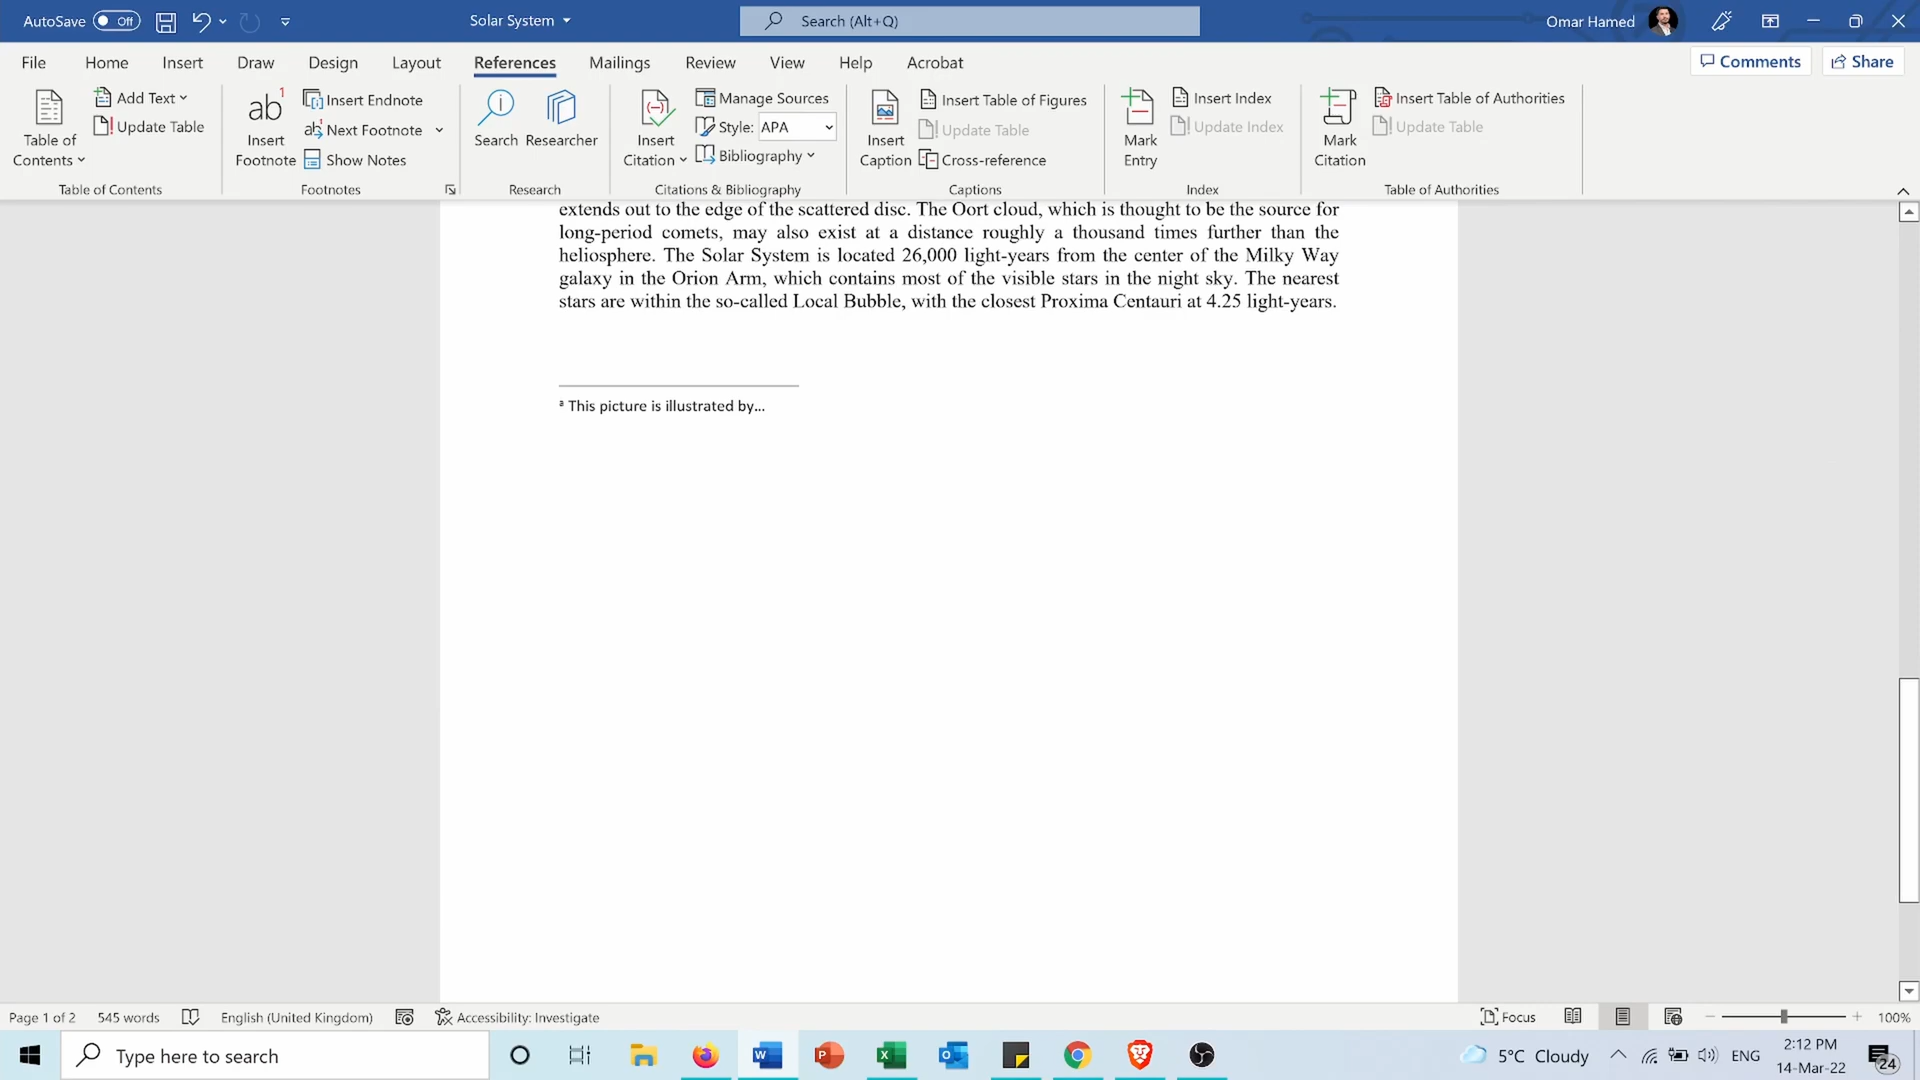 AutoSave Off
Solar System
Search (Alt+Q)
Omar Hamed
File Home Insert Draw Design Layout References Mailings Review View Help Acrobat
Comments Share
Table of Contents
Add Text
Update Table
Table of Contents
ab 1
Insert Footnote
Insert Endnote
Next Footnote
Show Notes
Footnotes
Search
Researcher
Research
Insert Citation
Manage Sources
Style: APA
Bibliography
Citations & Bibliography
Insert Caption
Insert Table of Figures
Update Table
Cross-reference
Captions
Mark Entry
Insert Index
Update Index
Index
Mark Citation
Insert Table of Authorities
Update Table
Table of Authorities
extends out to the edge of the scattered disc. The Oort cloud, which is thought to be the source for
long-period comets, may also exist at a distance roughly a thousand times further than the
heliosphere. The Solar System is located 26,000 light-years from the center of the Milky Way
galaxy in the Orion Arm, which contains most of the visible stars in the night sky. The nearest
stars are within the so-called Local Bubble, with the closest Proxima Centauri at 4.25 light-years.
ª This picture is illustrated by...
Page 1 of 2 545 words English (United Kingdom) Accessibility: Investigate
Focus 100%
Type here to search
5°C Cloudy
ENG
2:12 PM
14-Mar-22
24